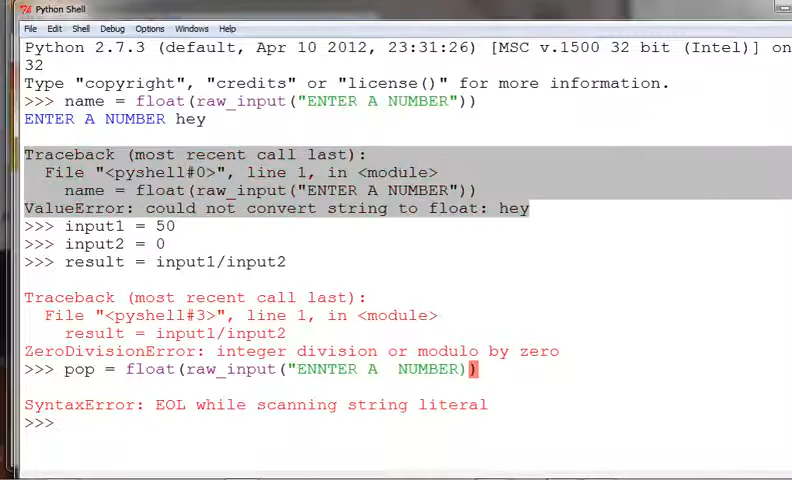 Python Shell
File Edit Shell Debug Options Windows Help
Python 2.7.3 (default, Apr 10 2012, 23:31:26) [MSC v.1500 32 bit (Intel)] on
32
Type "copyright", "credits" or "license()" for more information.
>>> name = float(raw_input("ENTER A NUMBER"))
ENTER A NUMBER hey
Traceback (most recent call last):
  File "<pyshell#0>", line 1, in <module>
    name = float(raw_input("ENTER A NUMBER"))
ValueError: could not convert string to float: hey
>>> input1 = 50
>>> input2 = 0
>>> result = input1/input2
Traceback (most recent call last):
  File "<pyshell#3>", line 1, in <module>
    result = input1/input2
ZeroDivisionError: integer division or modulo by zero
>>> pop = float(raw_input("ENNTER A  NUMBER))
SyntaxError: EOL while scanning string literal
>>>